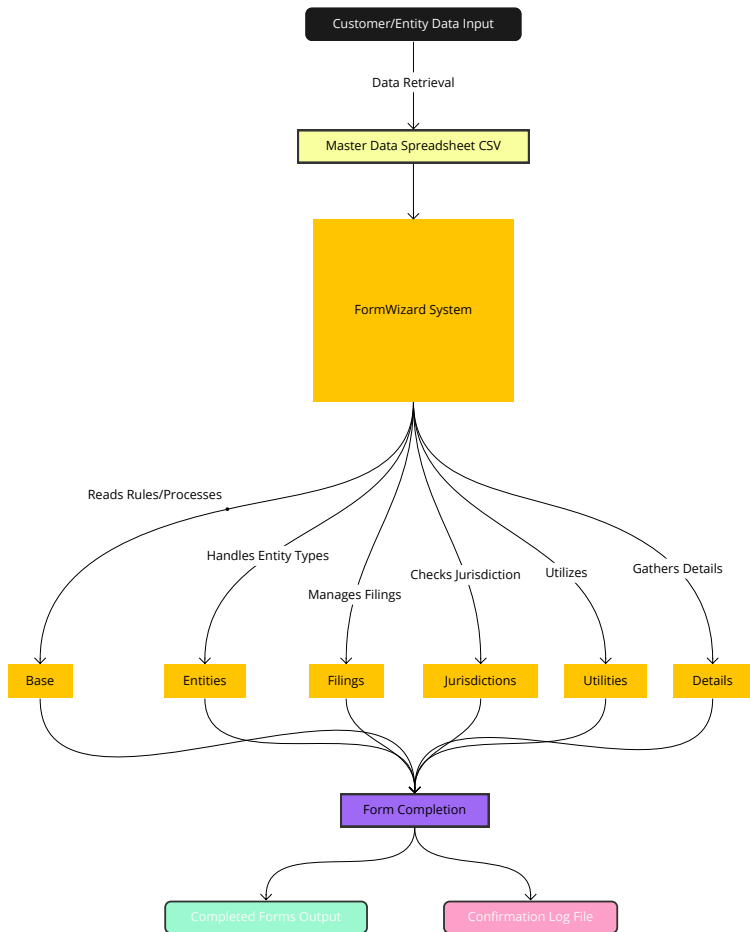 Customer/Entity Data Input
Data Retrieval
Master Data Spreadsheet CSV
FormWizard System
Reads Rules/Processes
Handles Entity Types
Manages Filings
Checks Jurisdiction
Utilizes
Gathers Details
Base
Entities
Filings
Jurisdictions
Utilities
Details
Form Completion
Completed Forms Output
Confirmation Log File